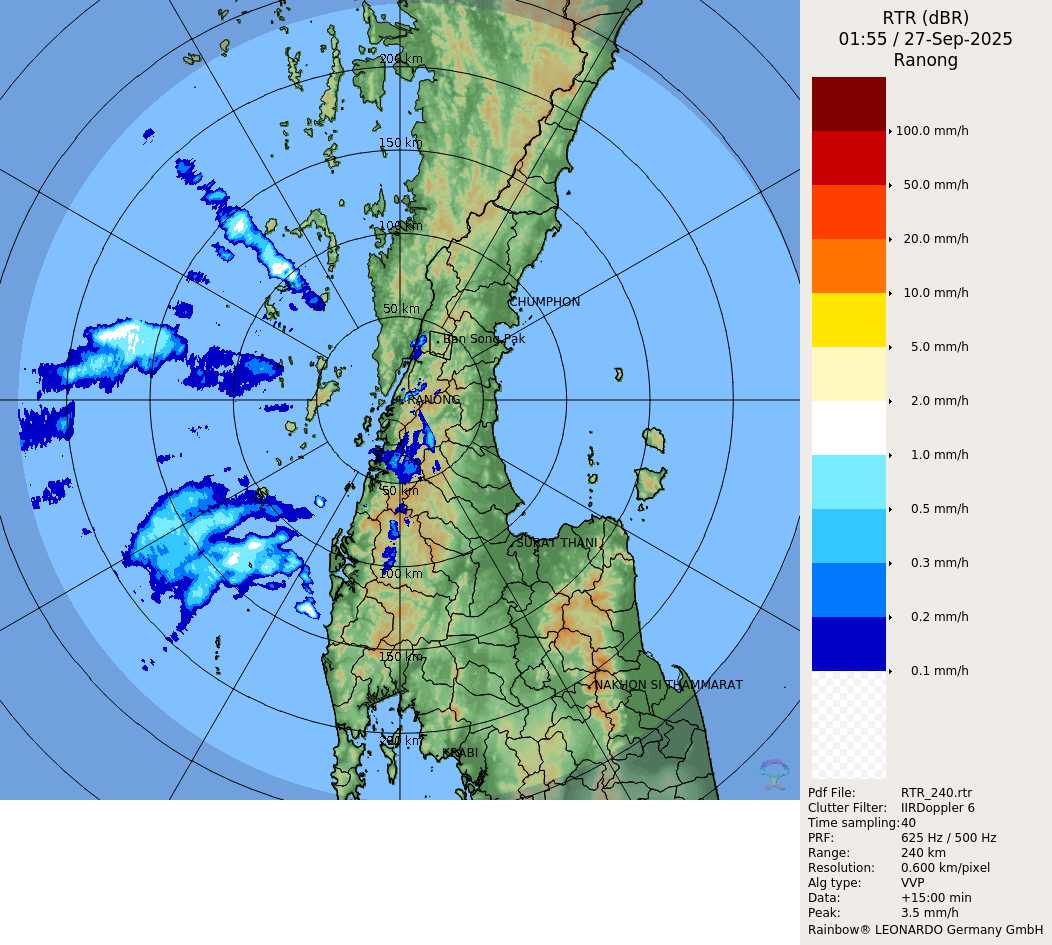 200 km
150 km
100 km
50 km
CHUMPHON
Ban Song Pak
RANONG
50 km
SURAT THANI
100 km
150 km
NAKHON SI THAMMARAT
200 km
KRABI
RTR (dBR)
01:55 / 27-Sep-2025
Ranong
100.0 mm/h
50.0 mm/h
20.0 mm/h
10.0 mm/h
5.0 mm/h
2.0 mm/h
1.0 mm/h
0.5 mm/h
0.3 mm/h
0.2 mm/h
0.1 mm/h
Pdf File: RTR_240.rtr
Clutter Filter: IIRDoppler 6
Time sampling:40
PRF: 625 Hz / 500 Hz
Range: 240 km
Resolution: 0.600 km/pixel
Alg type: VVP
Data: +15:00 min
Peak: 3.5 mm/h
Rainbow® LEONARDO Germany GmbH